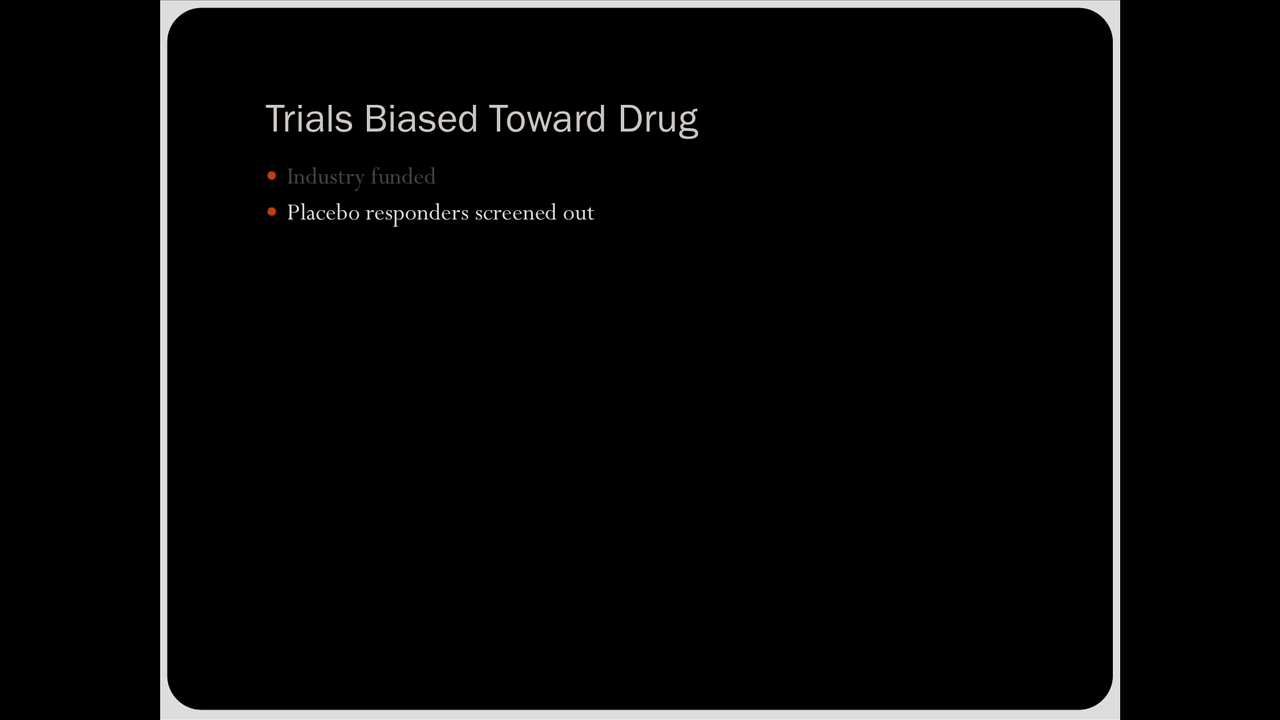 Trials Biased Toward Drug
Industry funded
Placebo responders screened out